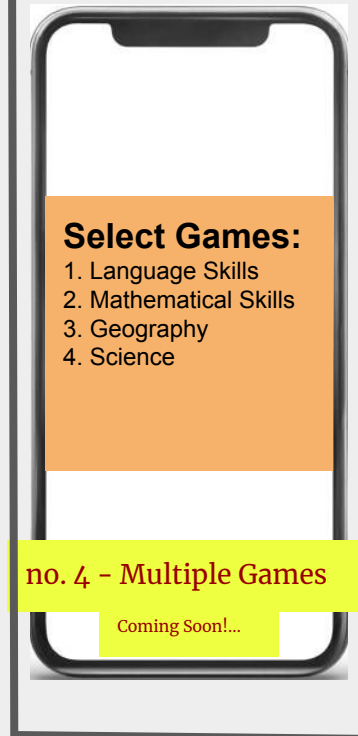 Select Games:
1. Language Skills
2. Mathematical Skills
3. Geography
4. Science
no. 4 - Multiple Games
Coming Soon!...